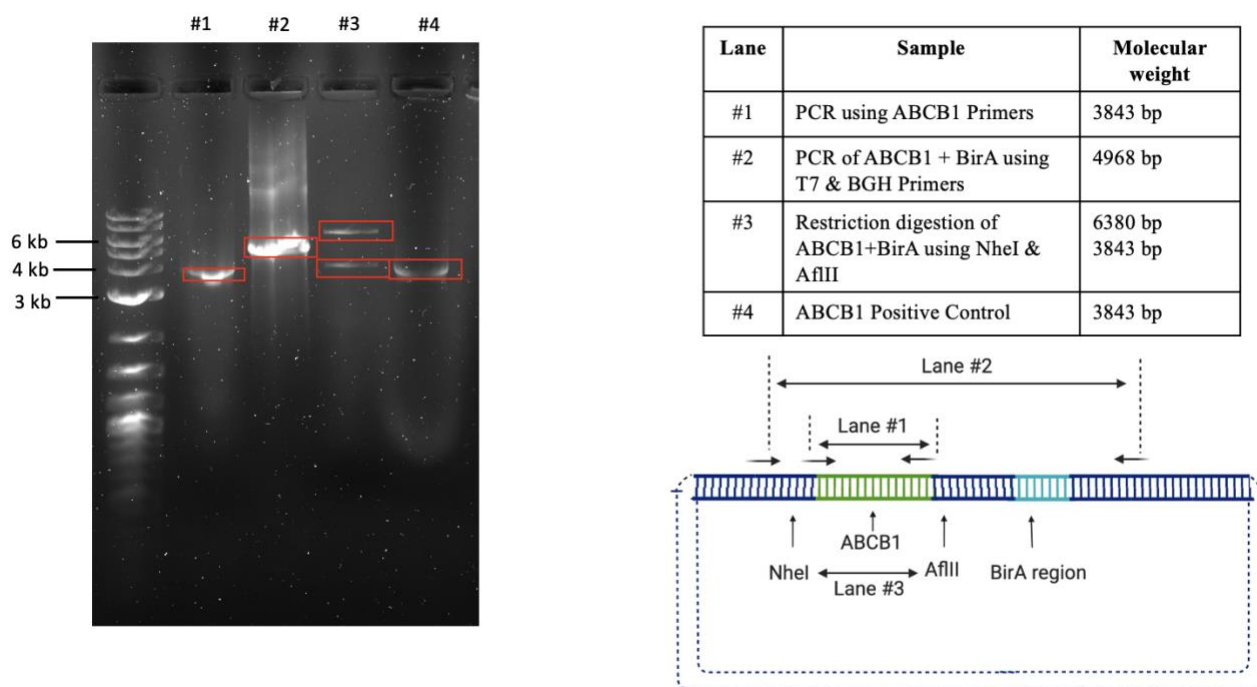 #1 #2 #3 #4
6 kb
4 kb
3 kb
Lane Sample Molecular
weight
#1 PCR using ABCB1 Primers 3843 bp
#2 PCR of ABCB1 + BirA using 4968 bp
T7 & BGH Primers
#3 Restriction digestion of 6380 bp
ABCB1+BirA using NheI & 3843 bp
AflII
#4 ABCB1 Positive Control 3843 bp
Lane #2
Lane #1
ABCB1
NheI AflII BirA region
Lane #3